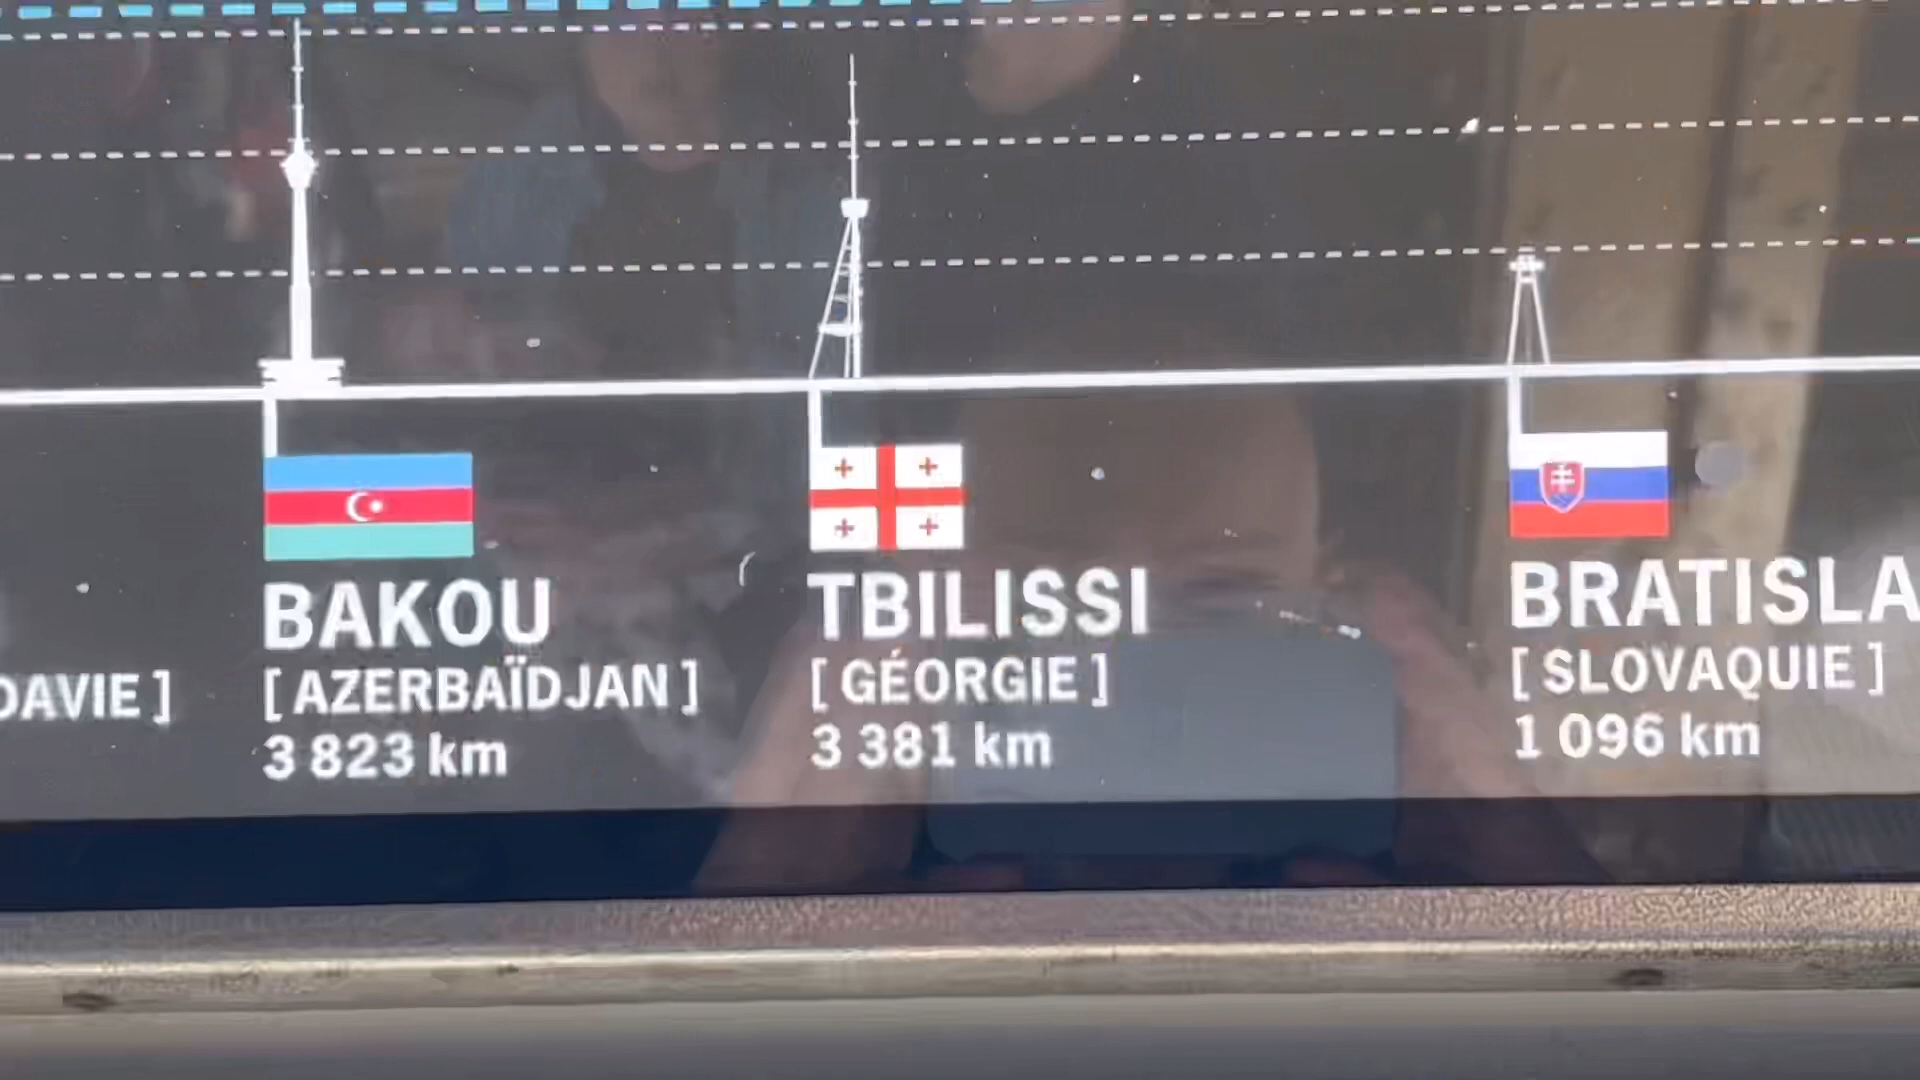 DAVIE ]
BAKOU
[ AZERBAÏDJAN ]
3 823 km
TBILISSI
[ GÉORGIE ]
3 381 km
BRATISLA
[ SLOVAQUIE ]
1 096 km